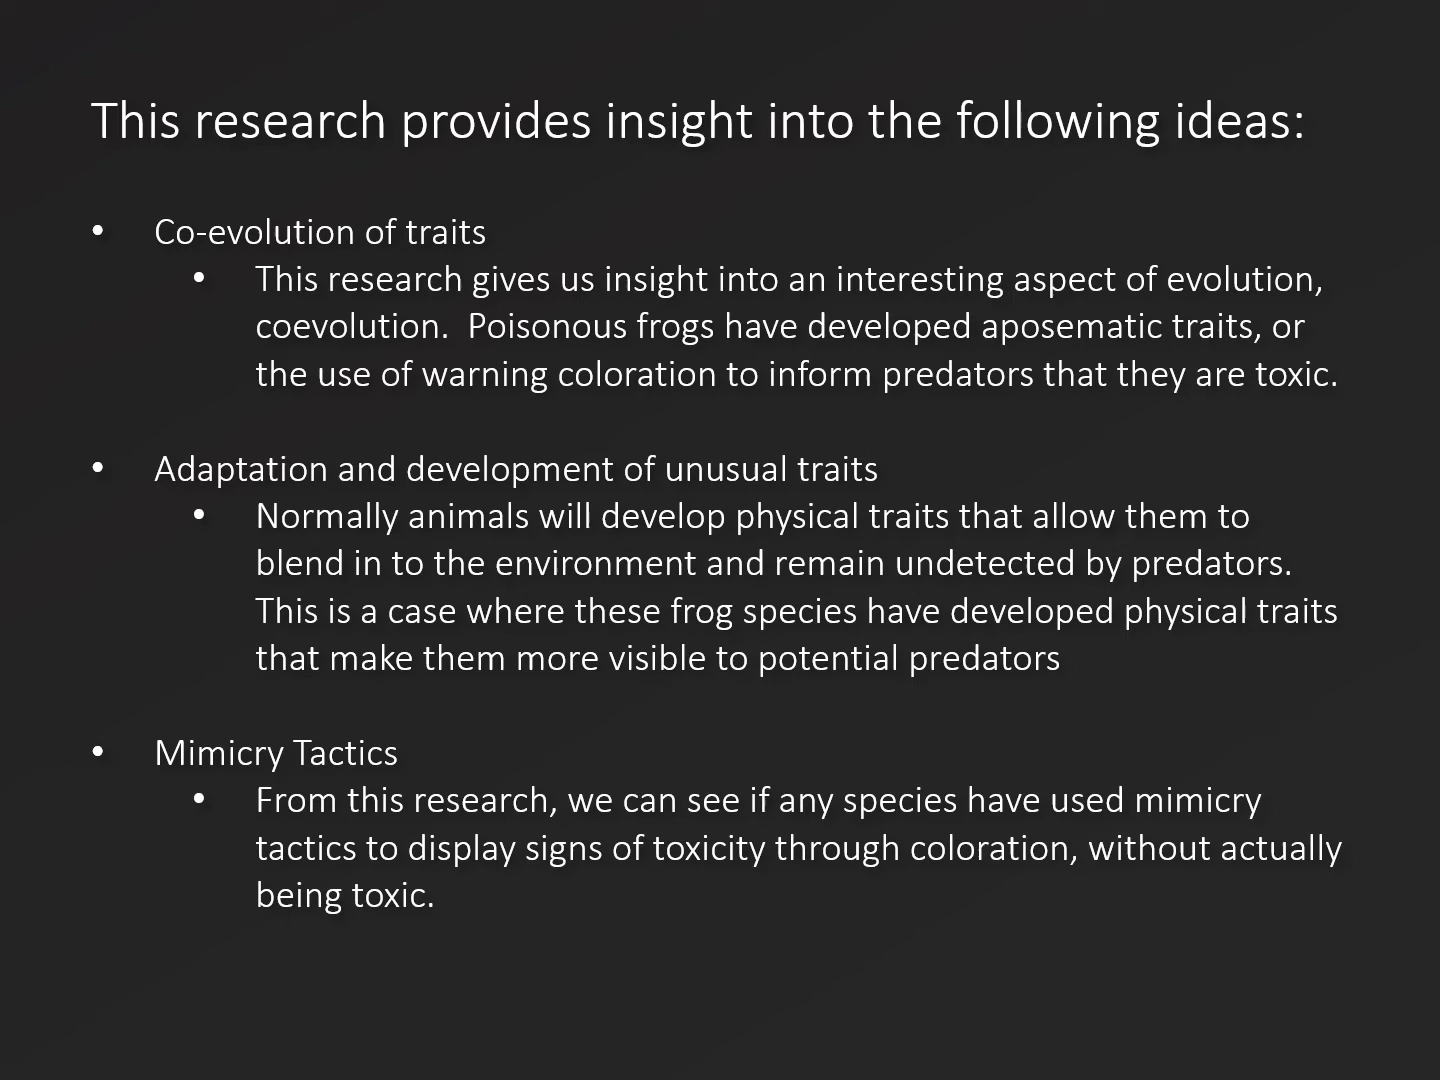 This research provides insight into the following ideas:
• Co-evolution of traits
• This research gives us insight into an interesting aspect of evolution,
coevolution.  Poisonous frogs have developed aposematic traits, or
the use of warning coloration to inform predators that they are toxic.
• Adaptation and development of unusual traits
• Normally animals will develop physical traits that allow them to
blend in to the environment and remain undetected by predators.
This is a case where these frog species have developed physical traits
that make them more visible to potential predators
• Mimicry Tactics
• From this research, we can see if any species have used mimicry
tactics to display signs of toxicity through coloration, without actually
being toxic.